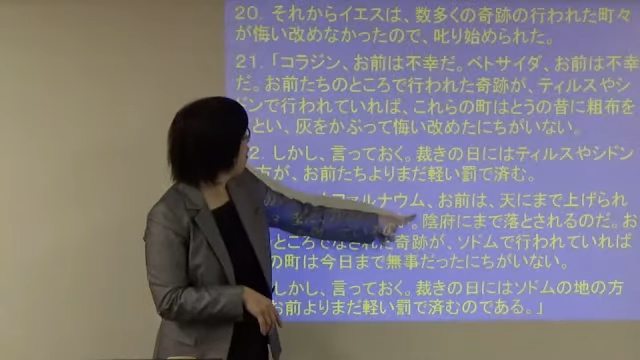 20. それからイエスは、数多くの奇跡の行われた町々
が悔い改めなかったので、叱り始められた。
21. 「コラジン、お前は不幸だ。ベトサイダ、お前は不幸
だ。お前たちのところで行われた奇跡が、ティルスやシ
ドンで行われていれば、これらの町はとうの昔に粗布を
とい、灰をかぶって悔い改めたにちがいない。
2. しかし、言っておく。裁きの日にはティルスやシドン
方が、お前たちよりまだ軽い罰で済む。
ファルナウム、お前は、天にまで上げられ
。陰府にまで落とされるのだ。お
ところでなされた奇跡が、ソドムで行われていれば
の町は今日まで無事だったにちがいない。
しかし、言っておく。裁きの日にはソドムの地の方
お前よりまだ軽い罰で済むのである。」